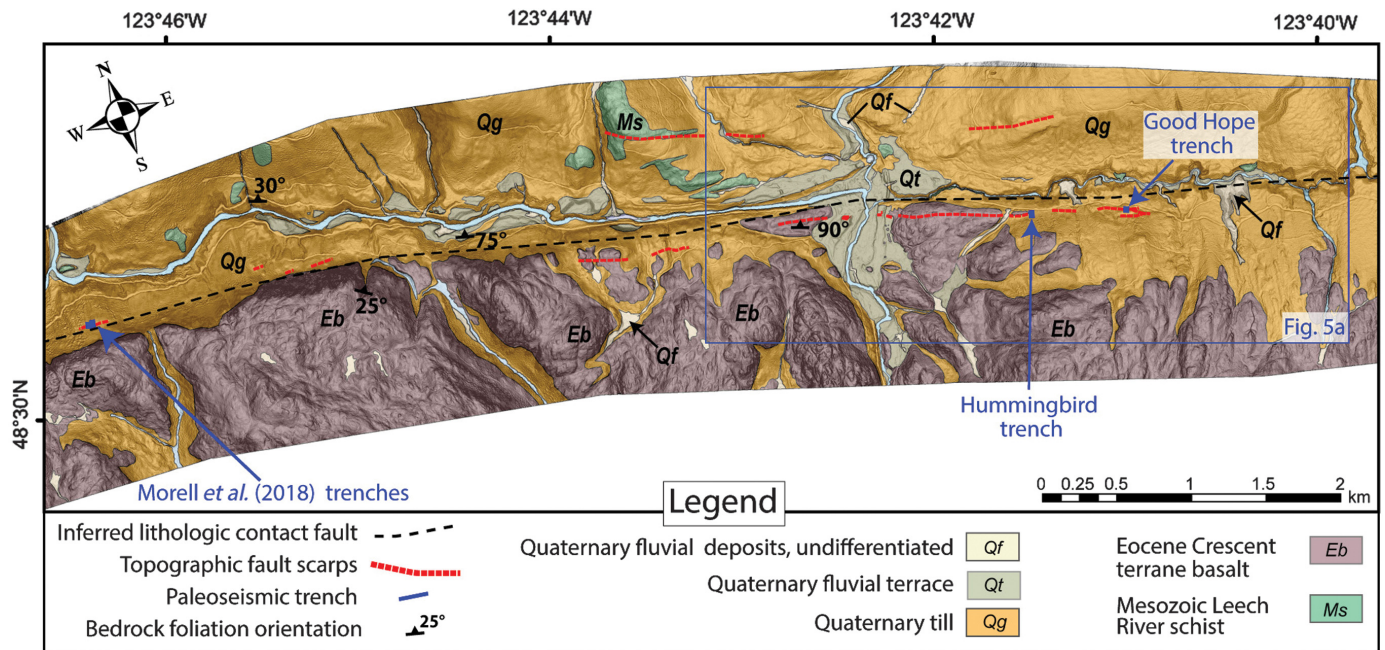 123°46'W
123°44'W
123°42'W
123°40'W
N
E
W
S
Qg
Ms
Qf
Qg
Good Hope
trench
30°
Qt
75°
90°
Qf
Qg
25°
Eb
Eb
Eb
Eb
Fig. 5a
Qf
Eb
48°30'N
Hummingbird
trench
Morell et al. (2018) trenches
0 0.25 0.5 1 1.5 2
km
Legend
Inferred lithologic contact fault
Topographic fault scarps
Paleoseismic trench
Bedrock foliation orientation
25°
Quaternary fluvial deposits, undifferentiated
Qf
Quaternary fluvial terrace
Qt
Quaternary till
Qg
Eocene Crescent
terrane basalt
Eb
Mesozoic Leech
River schist
Ms